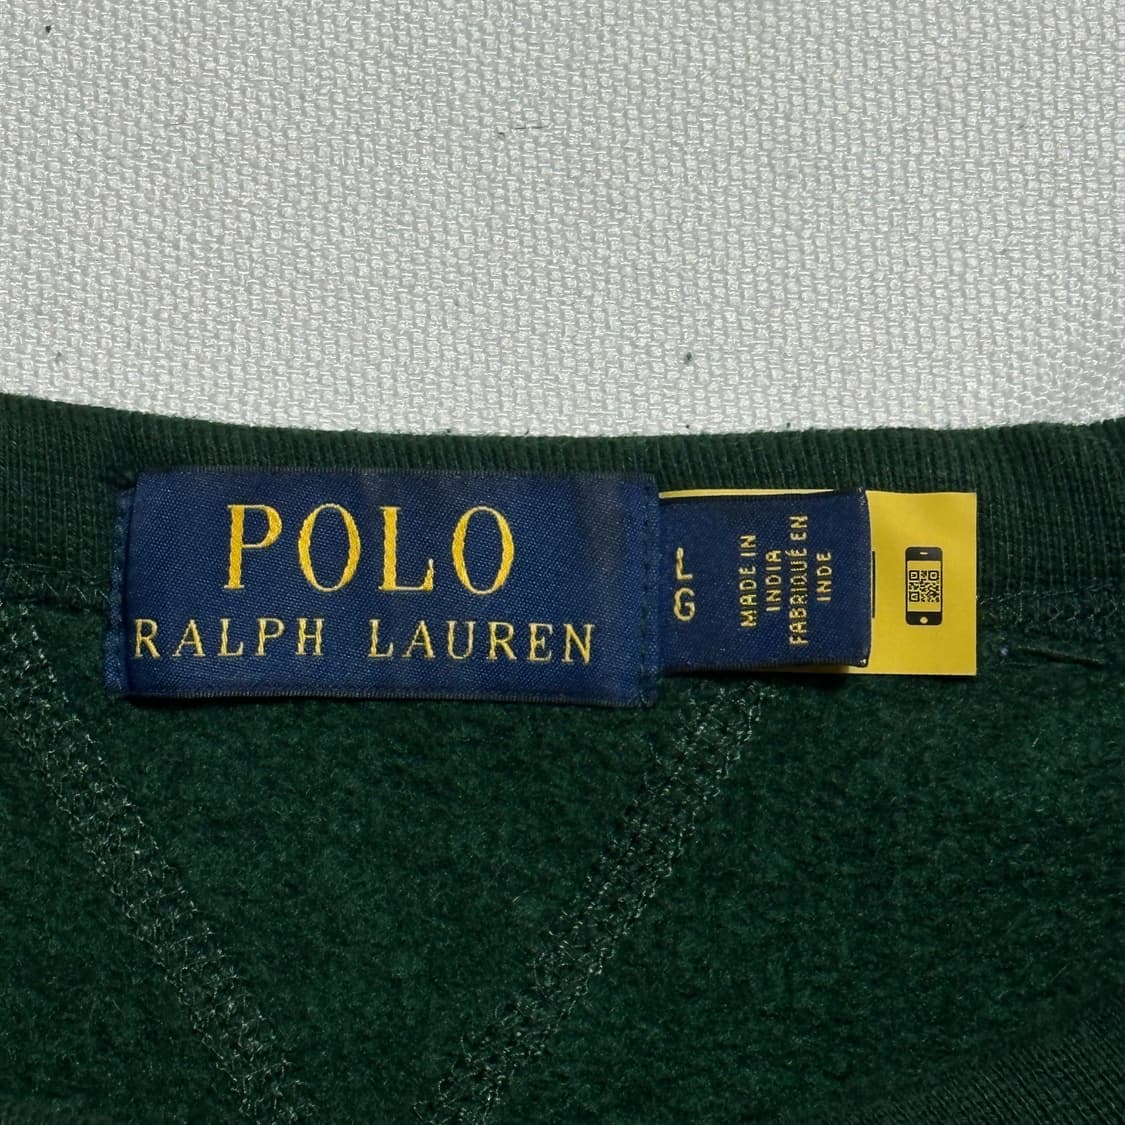 POLO
RALPH LAUREN
L
G
MADE IN
INDIA
FABRIQUÉ EN
INDE